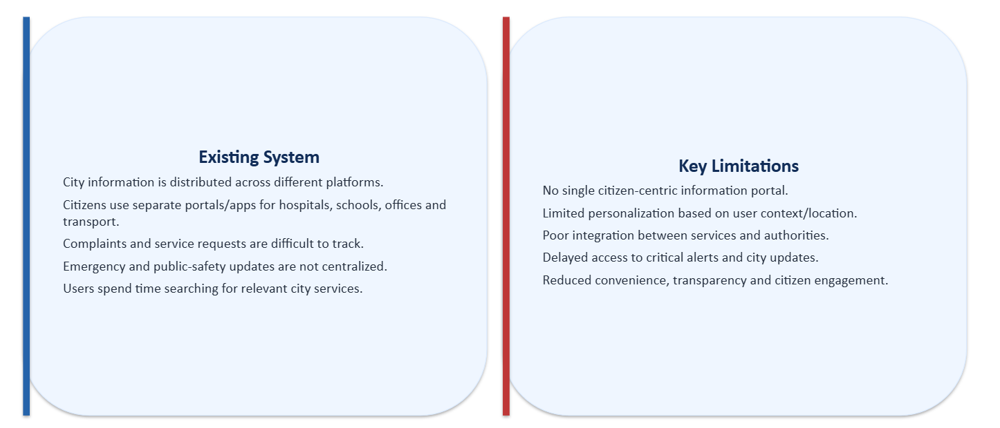 Existing System
City information is distributed across different platforms.
Citizens use separate portals/apps for hospitals, schools, offices and
transport.
Complaints and service requests are difficult to track.
Emergency and public-safety updates are not centralized.
Users spend time searching for relevant city services.
Key Limitations
No single citizen-centric information portal.
Limited personalization based on user context/location.
Poor integration between services and authorities.
Delayed access to critical alerts and city updates.
Reduced convenience, transparency and citizen engagement.